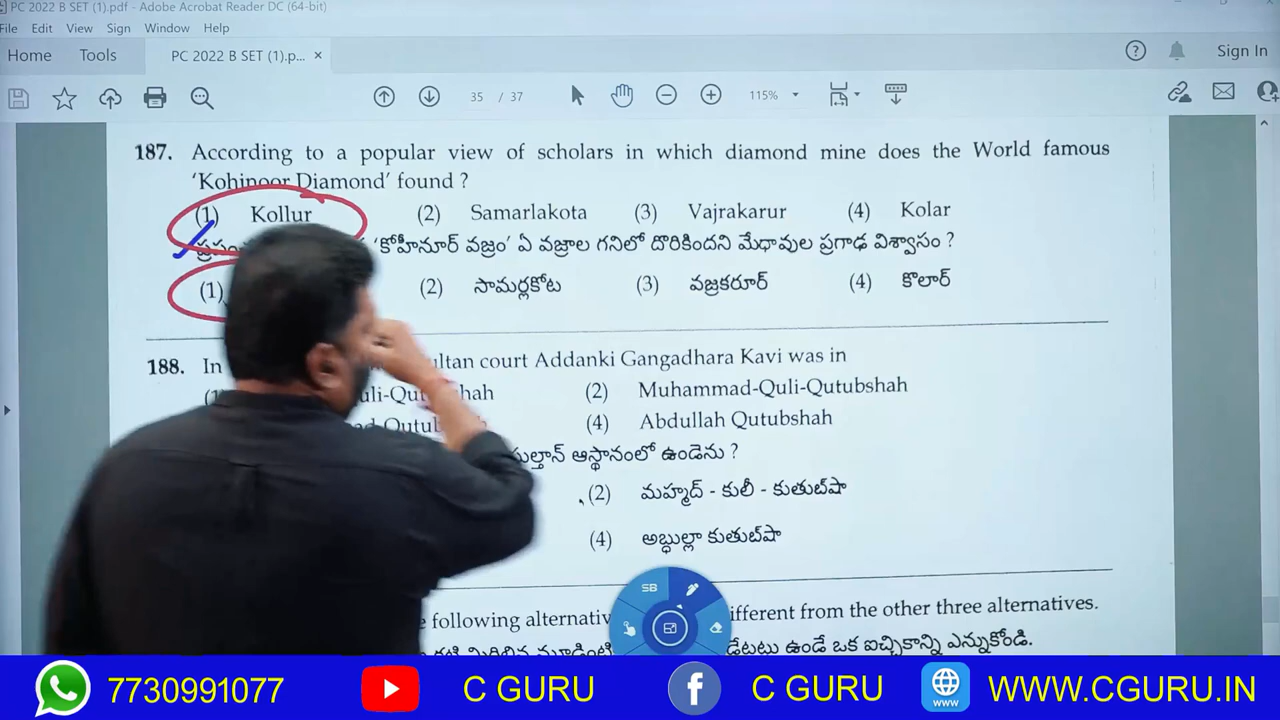 PC 2022 B SET (1).pdf - Adobe Acrobat Reader DC (64-bit)
File Edit View Sign Window Help
Home Tools PC 2022 B SET (1).p... × Sign In
35 / 37 115%
187. According to a popular view of scholars in which diamond mine does the World famous
'Kohinoor Diamond' found ?
(1) Kollur (2) Samarlakota (3) Vajrakarur (4) Kolar
'కోహినూర్ వజ్రం' ఏ వజ్రాల గనిలో దొరికిందని మేధావుల ప్రగాఢ విశ్వాసం ?
(1) (2) సామర్లకోట (3) వజ్రకరూర్ (4) కొలార్
188. In ultan court Addanki Gangadhara Kavi was in
(2) Muhammad-Quli-Qutubshah
(4) Abdullah Qutubshah
సుల్తాన్ ఆస్థానంలో ఉండెను ?
(2) మహ్మద్ - కులీ - కుతుబ్‌షా
(4) అబ్ధుల్లా కుతుబ్‌షా
following ifferent from the other three alternatives.
ఉండే ఒక ఐచ్ఛికాన్ని ఎన్నుకోండి.
SB
7730991077 C GURU f C GURU www WWW.CGURU.IN